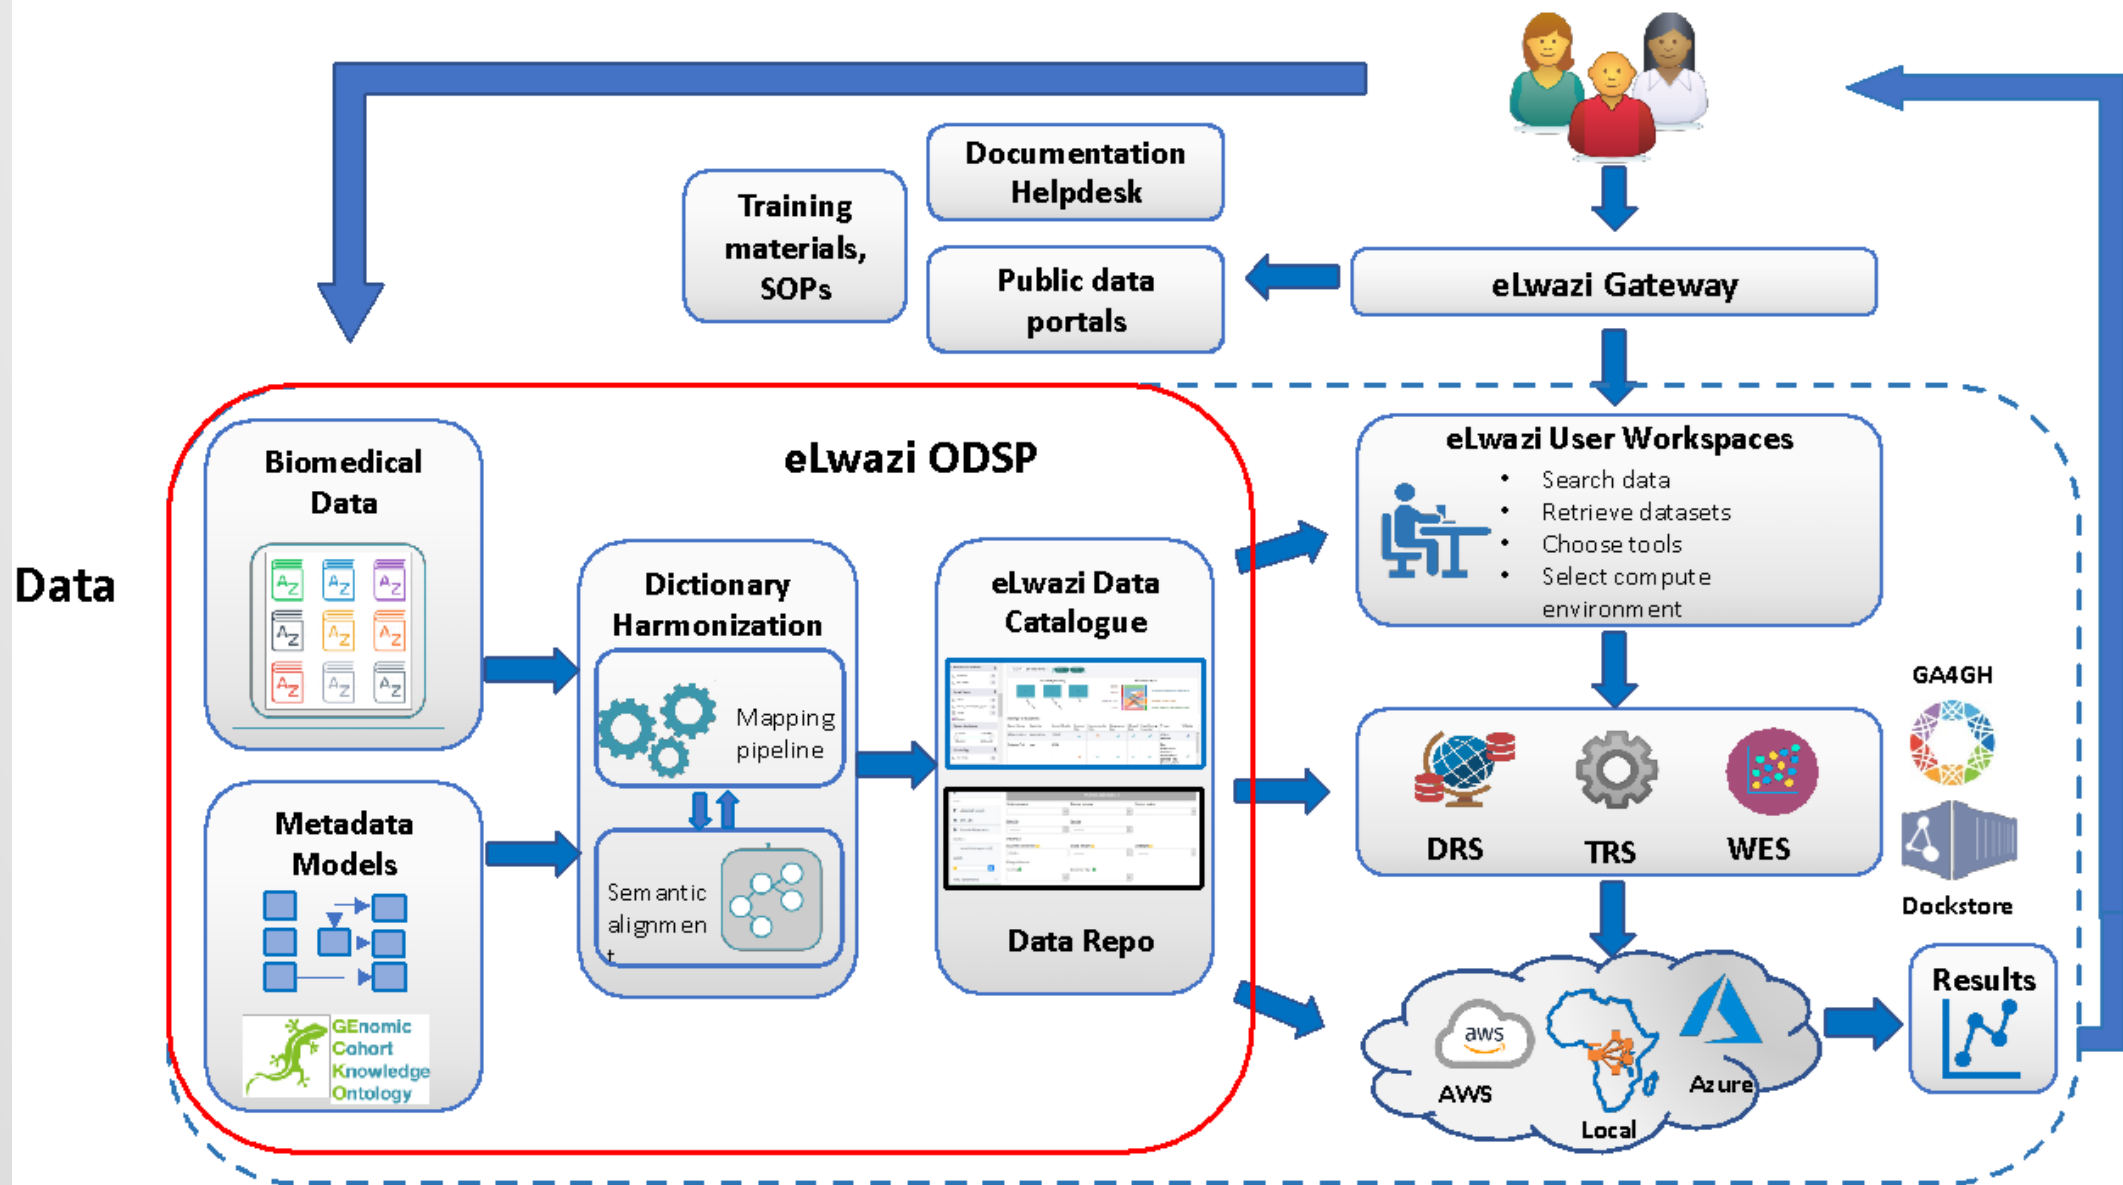 Documentation
Helpdesk
Training
materials,
SOPs
Public data
portals
eLwazi Gateway
Data
Biomedical
Data
eLwazi ODSP
eLwazi User Workspaces
• Search data
• Retrieve datasets
• Choose tools
• Select compute
environment
Dictionary
Harmonization
Mapping
pipeline
Semantic
alignmen
t
eLwazi Data
Catalogue
Data Repo
Metadata
Models
GEnomic
Cohort
Knowledge
Ontology
DRS
TRS
WES
GA4GH
Dockstore
aws
AWS
Local
Azure
Results
A Z
A Z
A Z
A Z
A Z
A Z
A Z
A Z
A Z